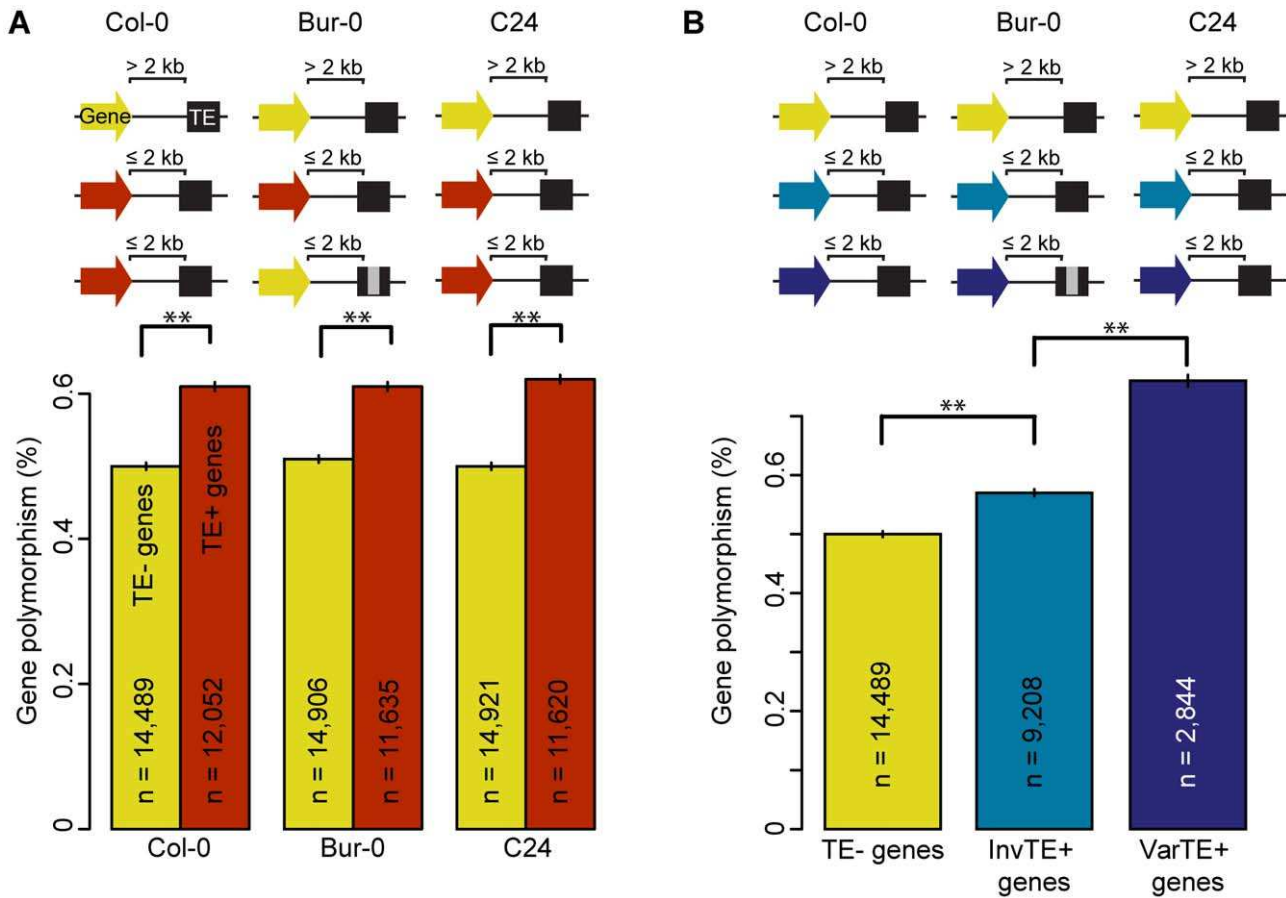 A
Col-0 Bur-0 C24
> 2 kb > 2 kb > 2 kb
Gene TE
≤ 2 kb ≤ 2 kb ≤ 2 kb
≤ 2 kb ≤ 2 kb ≤ 2 kb
** ** **
Gene polymorphism (%)
0.6
0.4
0.2
0
TE- genes
n = 14,489
TE+ genes
n = 12,052
n = 14,906
n = 11,635
n = 14,921
n = 11,620
Col-0 Bur-0 C24
B
Col-0 Bur-0 C24
> 2 kb > 2 kb > 2 kb
≤ 2 kb ≤ 2 kb ≤ 2 kb
≤ 2 kb ≤ 2 kb ≤ 2 kb
**
**
Gene polymorphism (%)
0.6
0.4
0.2
0
n = 14,489
n = 9,208
n = 2,844
TE- genes InvTE+ VarTE+
genes genes